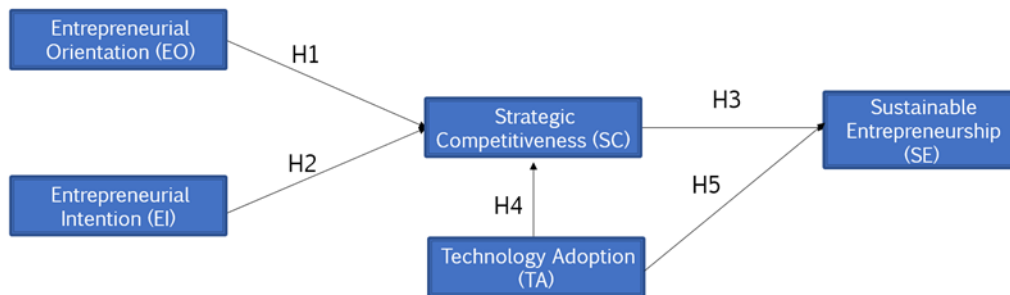 Entrepreneurial
Orientation (EO)
H1
Strategic
Competitiveness (SC)
H3
Sustainable
Entrepreneurship
(SE)
H2
Entrepreneurial
Intention (EI)
H4
H5
Technology Adoption
(TA)